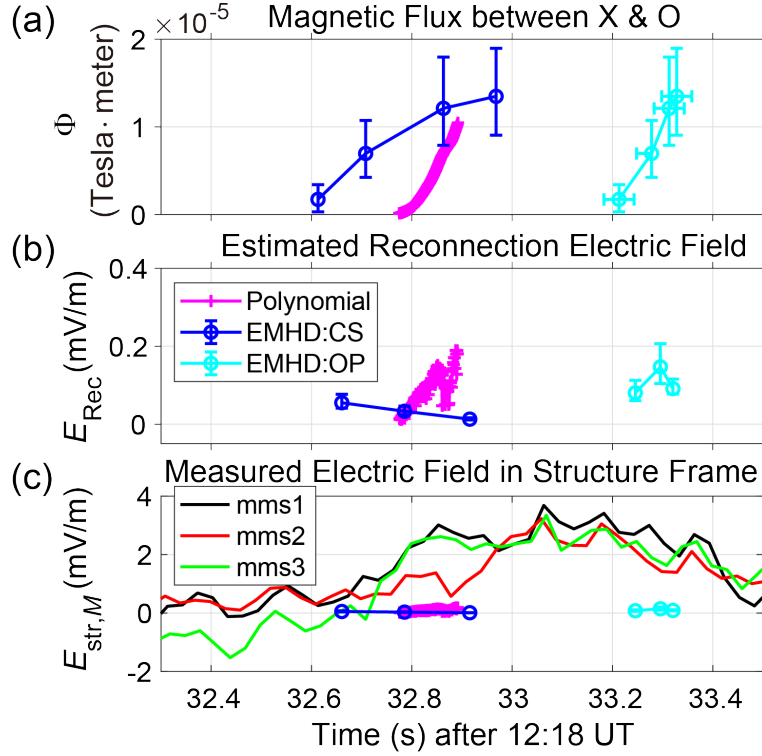 (a)
Magnetic Flux between X & O
×10⁻⁵
2
1
0
Φ
(Tesla· meter)
(b)
Estimated Reconnection Electric Field
0.4
0.2
0
E_Rec (mV/m)
Polynomial
EMHD:CS
EMHD:OP
(c)
Measured Electric Field in Structure Frame
4
2
0
-2
E_str,M (mV/m)
mms1
mms2
mms3
32.4
32.6
32.8
33
33.2
33.4
Time (s) after 12:18 UT